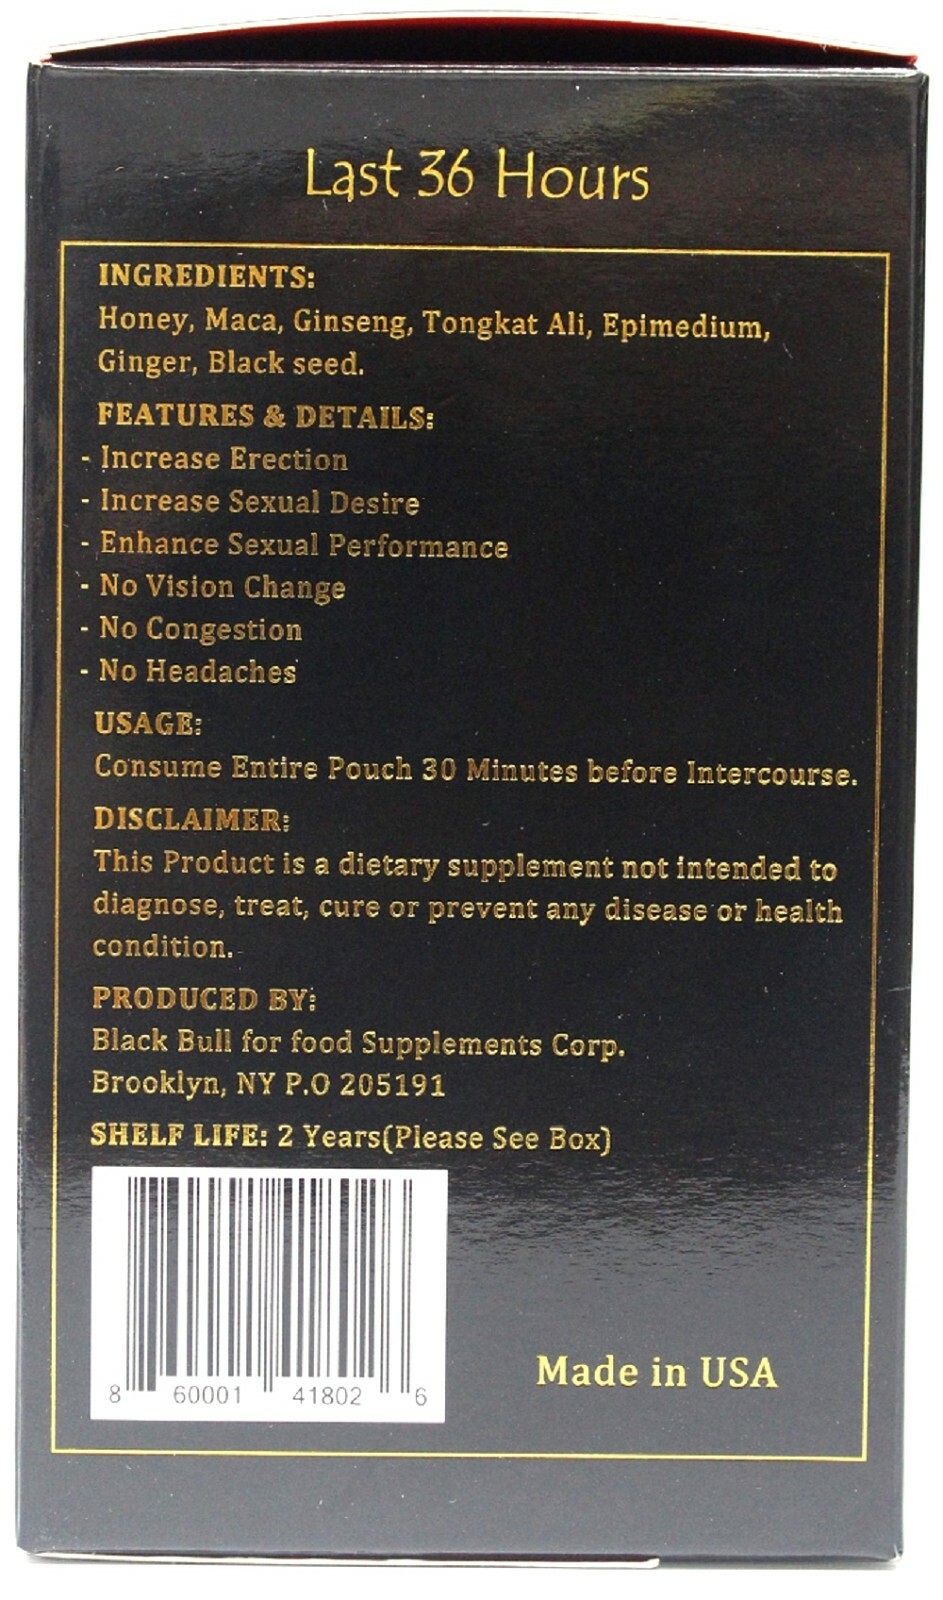 Last 36 Hours
INGREDIENTS:
Honey, Maca, Ginseng, Tongkat Ali, Epimedium,
Ginger, Black seed.
FEATURES & DETAILS:
- Increase Erection
- Increase Sexual Desire
- Enhance Sexual Performance
- No Vision Change
- No Congestion
- No Headaches
USAGE:
Consume Entire Pouch 30 Minutes before Intercourse.
DISCLAIMER:
This Product is a dietary supplement not intended to
diagnose, treat, cure or prevent any disease or health
condition.
PRODUCED BY:
Black Bull for food Supplements Corp.
Brooklyn, NY P.O 205191
SHELF LIFE: 2 Years(Please See Box)
8 60001 41802 6
Made in USA